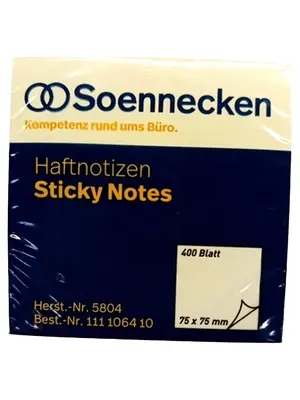 Soennecken
Kompetenz rund ums Büro.
Haftnotizen
Sticky Notes
400 Blatt
75 x 75 mm
Herst.-Nr. 5804
Best.-Nr. 111 1064 10